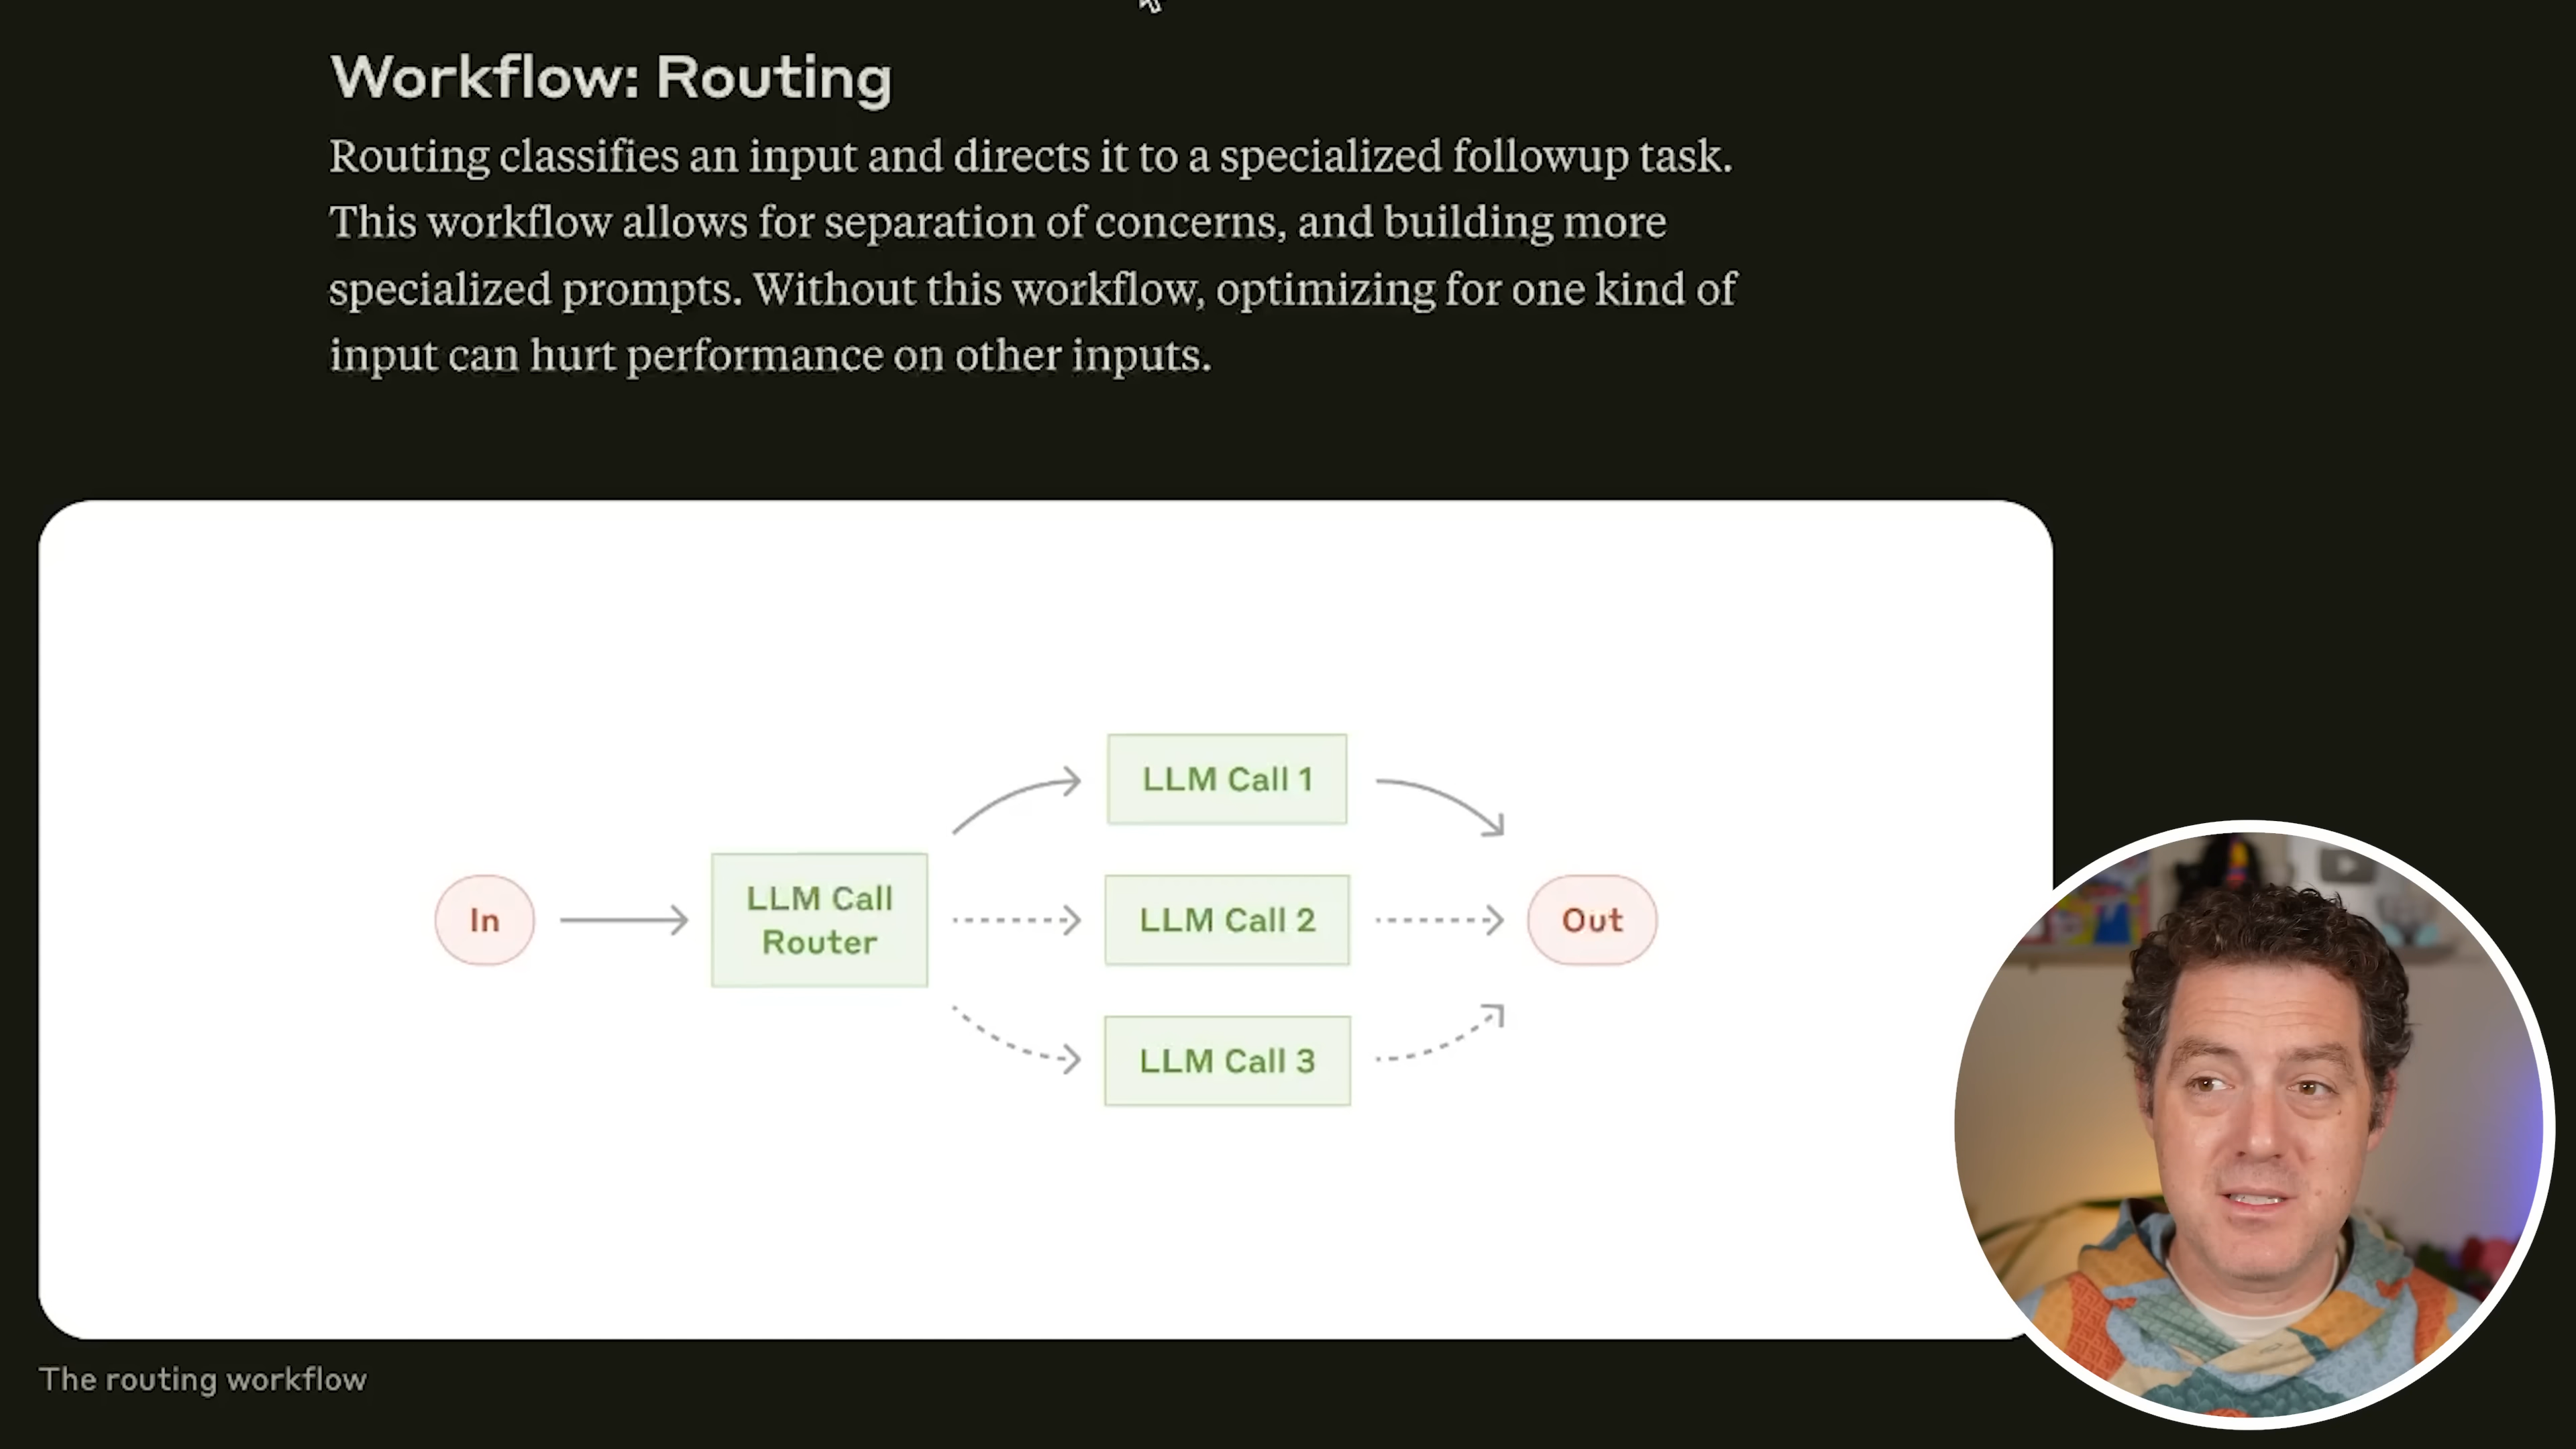 Workflow: Routing
Routing classifies an input and directs it to a specialized followup task.
This workflow allows for separation of concerns, and building more
specialized prompts. Without this workflow, optimizing for one kind of
input can hurt performance on other inputs.
In
LLM Call
Router
LLM Call 1
LLM Call 2
LLM Call 3
Out
The routing workflow